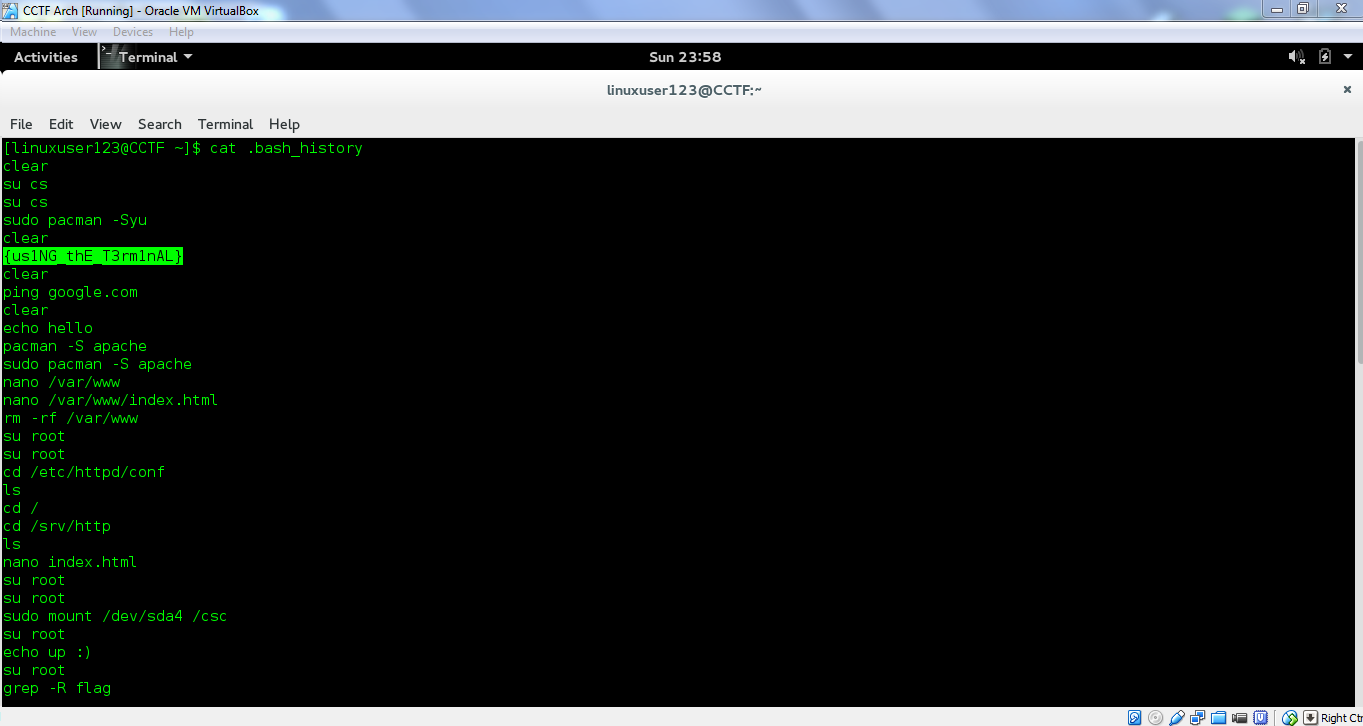 CCTF Arch [Running] - Oracle VM VirtualBox
Machine View Devices Help
Activities Terminal Sun 23:58
linuxuser123@CCTF:~
File Edit View Search Terminal Help
[linuxuser123@CCTF ~]$ cat .bash_history
clear
su cs
su cs
sudo pacman -Syu
clear
{us1NG_thE_T3rm1nAL}
clear
ping google.com
clear
echo hello
pacman -S apache
sudo pacman -S apache
nano /var/www
nano /var/www/index.html
rm -rf /var/www
su root
su root
cd /etc/httpd/conf
ls
cd /
cd /srv/http
ls
nano index.html
su root
su root
sudo mount /dev/sda4 /csc
su root
echo up :)
su root
grep -R flag
Right Ctr